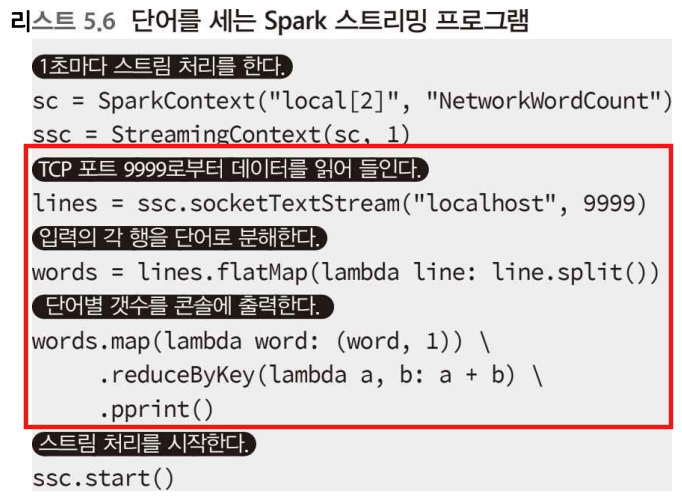 리스트 5.6 단어를 세는 Spark 스트리밍 프로그램
1초마다 스트림 처리를 한다.
sc = SparkContext("local[2]", "NetworkWordCount")
ssc = StreamingContext(sc, 1)
TCP 포트 9999로부터 데이터를 읽어 들인다.
lines = ssc.socketTextStream("localhost", 9999)
입력의 각 행을 단어로 분해한다.
words = lines.flatMap(lambda line: line.split())
단어별 갯수를 콘솔에 출력한다.
words.map(lambda word: (word, 1)) \
.reduceByKey(lambda a, b: a + b) \
.pprint()
스트림 처리를 시작한다.
ssc.start()